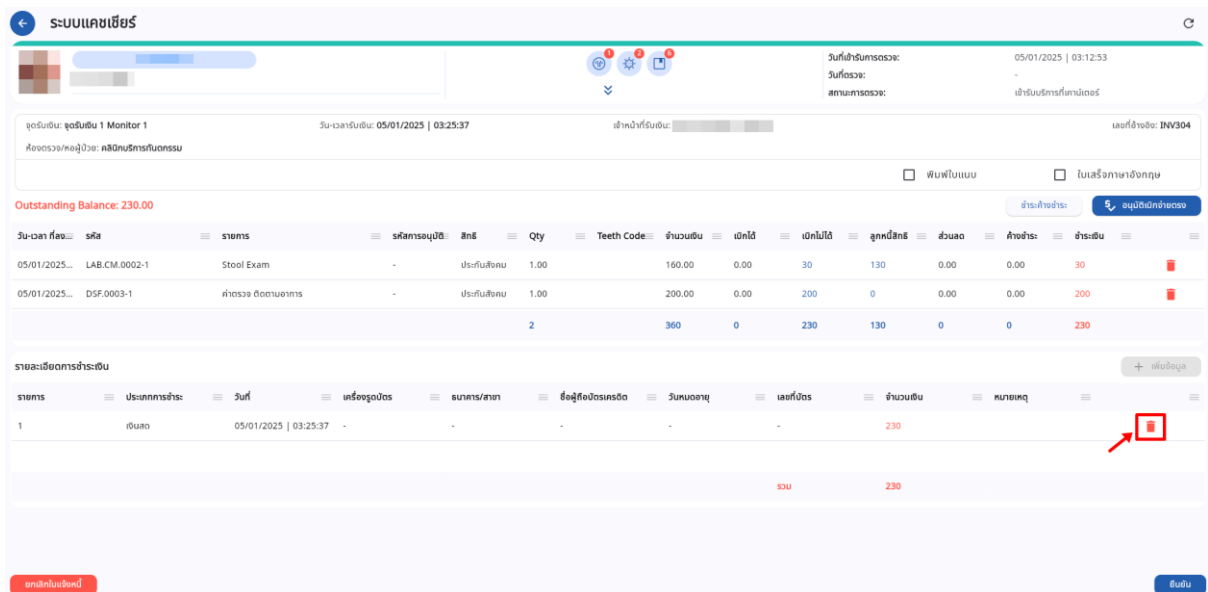 ระบบแคชเชียร์
1 2 6
วันที่เข้ารับการตรวจ: 05/01/2025 | 03:12:53
วันที่ตรวจ: -
สถานะการตรวจ: เข้ารับบริการที่เคาน์เตอร์
จุดรับเงิน: จุดรับเงิน 1 Monitor 1 วัน-เวลารับเงิน: 05/01/2025 | 03:25:37 เจ้าหน้าที่รับเงิน: เลขที่อ้างอิง: INV304
ห้องตรวจ/หอผู้ป่วย: คลินิกบริการทันตกรรม
พิมพ์ใบแนบ ใบเสร็จภาษาอังกฤษ
Outstanding Balance: 230.00 ชำระค้างชำระ อนุมัติเบิกจ่ายตรง
วัน-เวลา ที่ลง... รหัส รายการ รหัสการอนุมัติ สิทธิ Qty Teeth Code จำนวนเงิน เบิกได้ เบิกไม่ได้ ลูกหนี้สิทธิ ส่วนลด ค้างชำระ ชำระเงิน
05/01/2025... LAB.CM.0002-1 Stool Exam - ประกันสังคม 1.00 160.00 0.00 30 130 0.00 0.00 30
05/01/2025... DSF.0003-1 ค่าตรวจ ติดตามอาการ - ประกันสังคม 1.00 200.00 0.00 200 0 0.00 0.00 200
2 360 0 230 130 0 0 230
รายละเอียดการชำระเงิน เพิ่มข้อมูล
รายการ ประเภทการชำระ วันที่ เครื่องรูดบัตร ธนาคาร/สาขา ชื่อผู้ถือบัตรเครดิต วันหมดอายุ เลขที่บัตร จำนวนเงิน หมายเหตุ
1 เงินสด 05/01/2025 | 03:25:37 - - - - - 230
รวม 230
ยกเลิกใบแจ้งหนี้ ยืนยัน